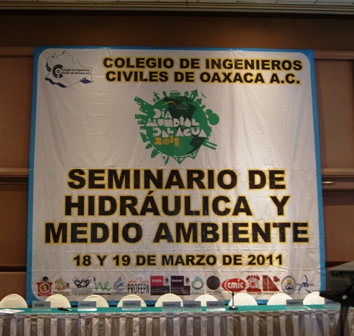 COLEGIO DE INGENIEROS
CIVILES DE OAXACA A.C.
DÍA
MUNDIAL
DEL AGUA
2011
SEMINARIO DE
HIDRÁULICA Y
MEDIO AMBIENTE
18 Y 19 DE MARZO DE 2011
PROFEPA
cmic